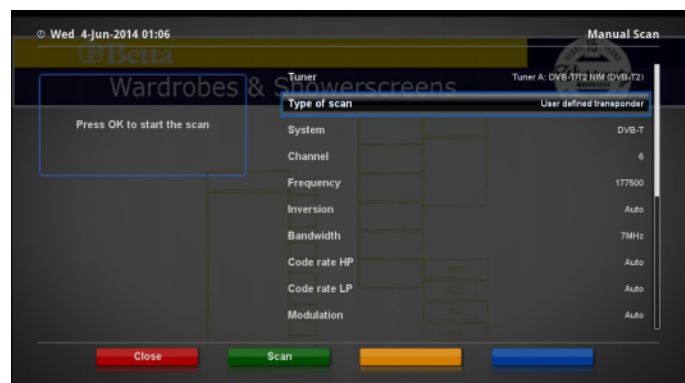 Wed 4-Jun-2014 01:06
Manual Scan
Betta
Wardrobes & Showerscreens
Press OK to start the scan
Tuner Tuner A: DVB-T/T2 NIM (DVB-T2)
Type of scan User defined transponder
System DVB-T
Channel 6
Frequency 177500
Inversion Auto
Bandwidth 7MHz
Code rate HP Auto
Code rate LP Auto
Modulation Auto
Close
Scan